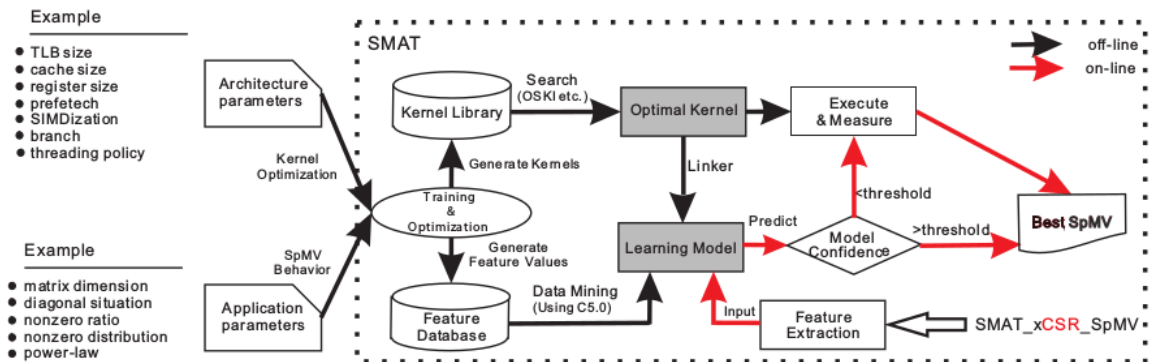 Example
TLB size
cache size
register size
prefetech
SIMDization
branch
threading policy
Architecture
parameters
Kernel
Optimization
Example
matrix dimension
diagonal situation
nonzero ratio
nonzero distribution
power-law
SpMV
Behavior
Application
parameters
SMAT
off-line
on-line
Kernel Library
Search
(OSKI etc.)
Optimal Kernel
Execute
& Measure
Generate Kernels
Linker
Training
&
Optimization
<threshold
Generate
Feature Values
Learning Model
Predict
Model
Confidence
>threshold
Best SpMV
Feature
Database
Data Mining
(Using C5.0)
Input
Feature
Extraction
SMAT_xCSR_SpMV